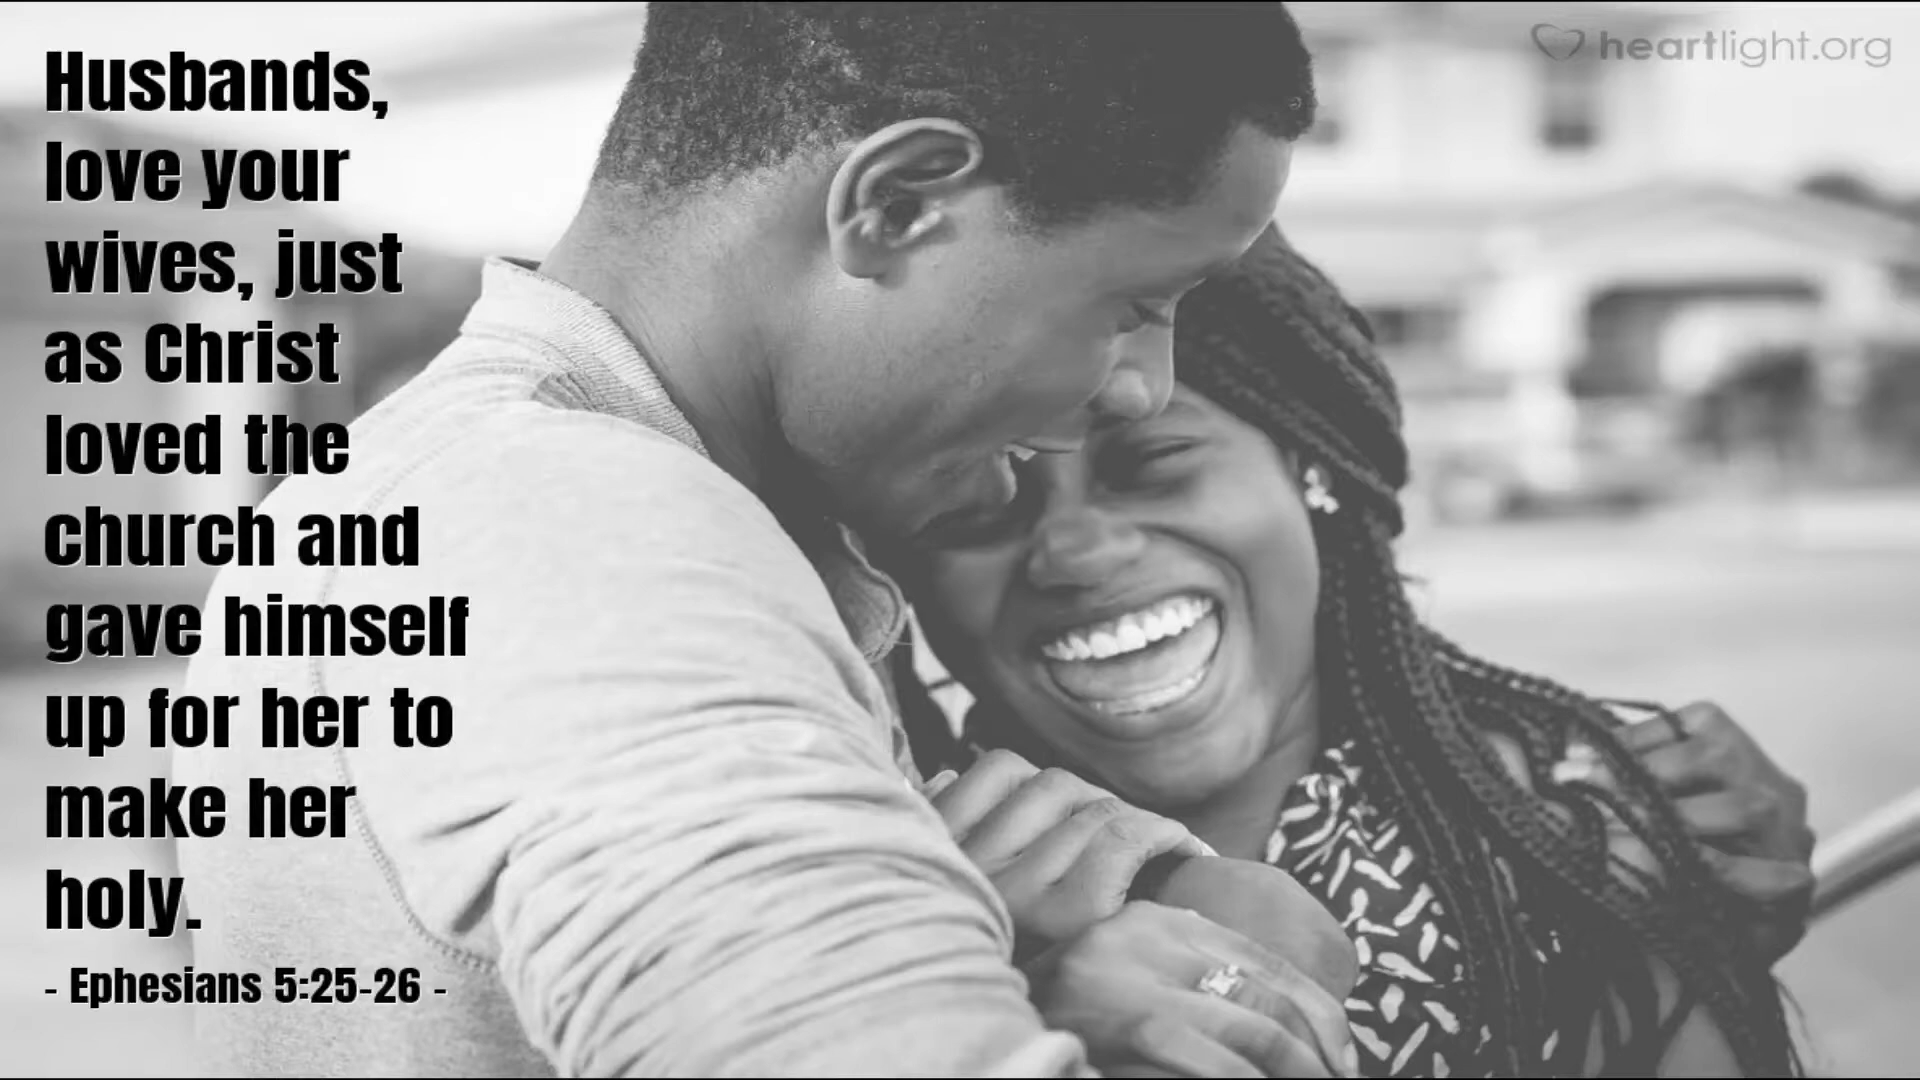 heartlight.org
Husbands,
love your
wives, just
as Christ
loved the
church and
gave himself
up for her to
make her
holy.
- Ephesians 5:25-26 -